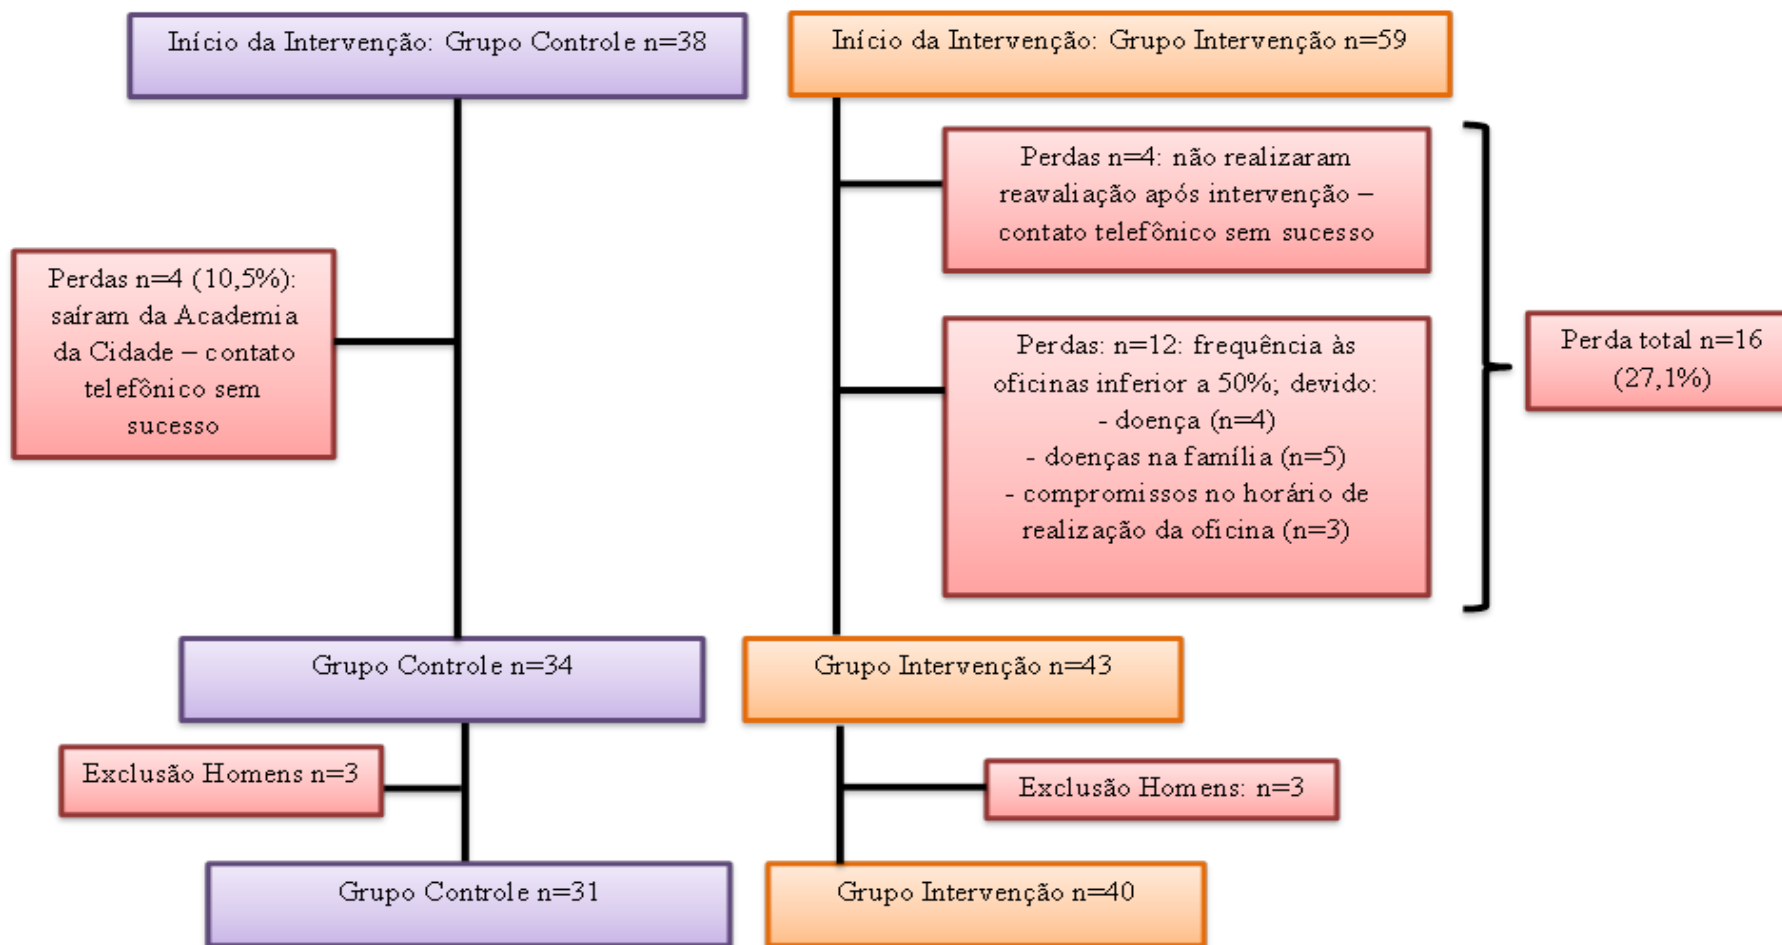 Início da Intervenção: Grupo Controle n=38
Início da Intervenção: Grupo Intervenção n=59
Perdas n=4: não realizaram
reavaliação após intervenção –
contato telefônico sem sucesso
Perdas n=4 (10,5%):
saíram da Academia
da Cidade – contato
telefônico sem
sucesso
Perdas: n=12: frequência às
oficinas inferior a 50%; devido:
- doença (n=4)
- doenças na família (n=5)
- compromissos no horário de
realização da oficina (n=3)
Perda total n=16
(27,1%)
Grupo Controle n=34
Grupo Intervenção n=43
Exclusão Homens n=3
Exclusão Homens: n=3
Grupo Controle n=31
Grupo Intervenção n=40